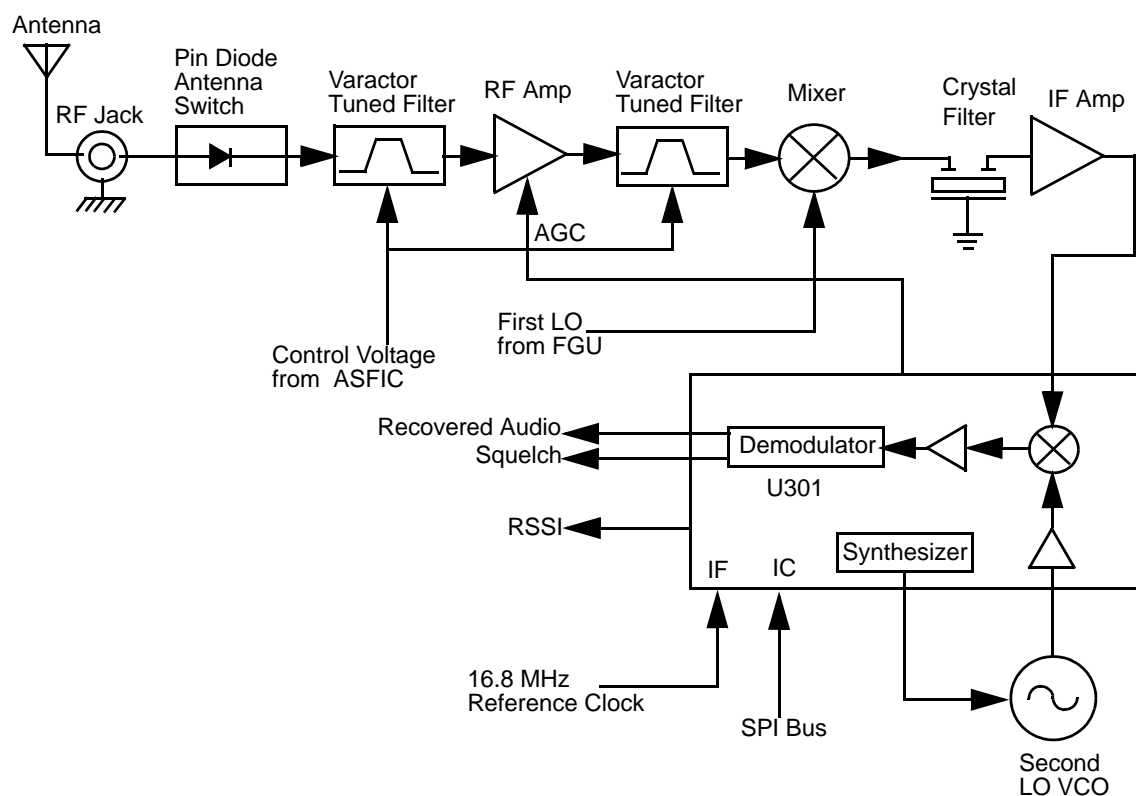 Antenna
RF Jack
Pin Diode
Antenna
Switch
Varactor
Tuned Filter
RF Amp
Varactor
Tuned Filter
Mixer
Crystal
Filter
IF Amp
AGC
First LO
from FGU
Control Voltage
from ASFIC
Recovered Audio
Squelch
Demodulator
U301
RSSI
Synthesizer
IF IC
16.8 MHz
Reference Clock
SPI Bus
Second
LO VCO